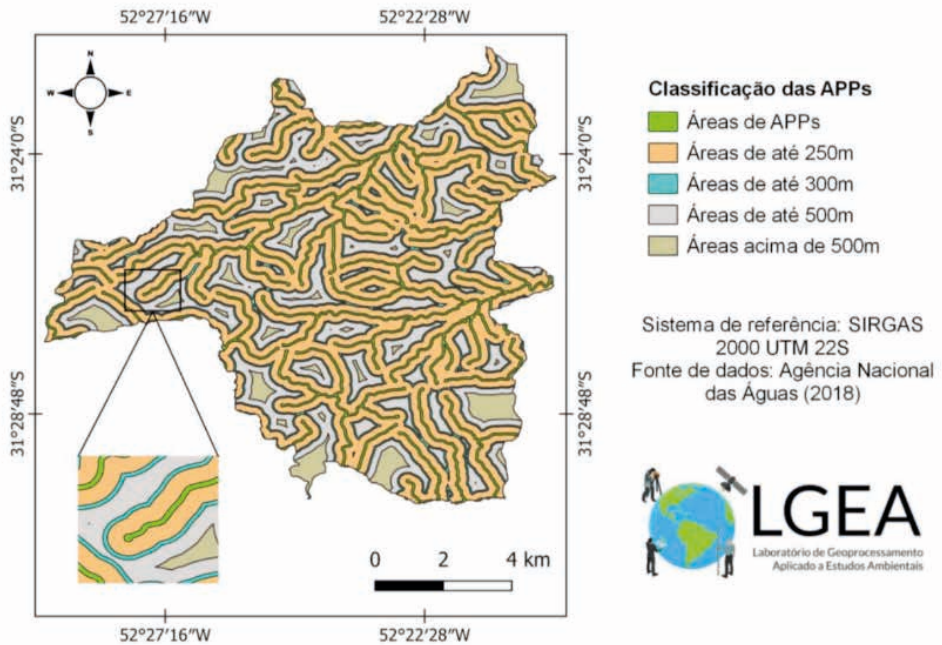 52°27'16"W
52°22'28"W
N
W
E
S
31°24'0"S
31°24'0"S
31°28'48"S
31°28'48"S
0
2
4 km
52°27'16"W
52°22'28"W
Classificação das APPs
Áreas de APPs
Áreas de até 250m
Áreas de até 300m
Áreas de até 500m
Áreas acima de 500m
Sistema de referência: SIRGAS
2000 UTM 22S
Fonte de dados: Agência Nacional
das Águas (2018)
LGEA
Laboratório de Geoprocessamento
Aplicado a Estudos Ambientais